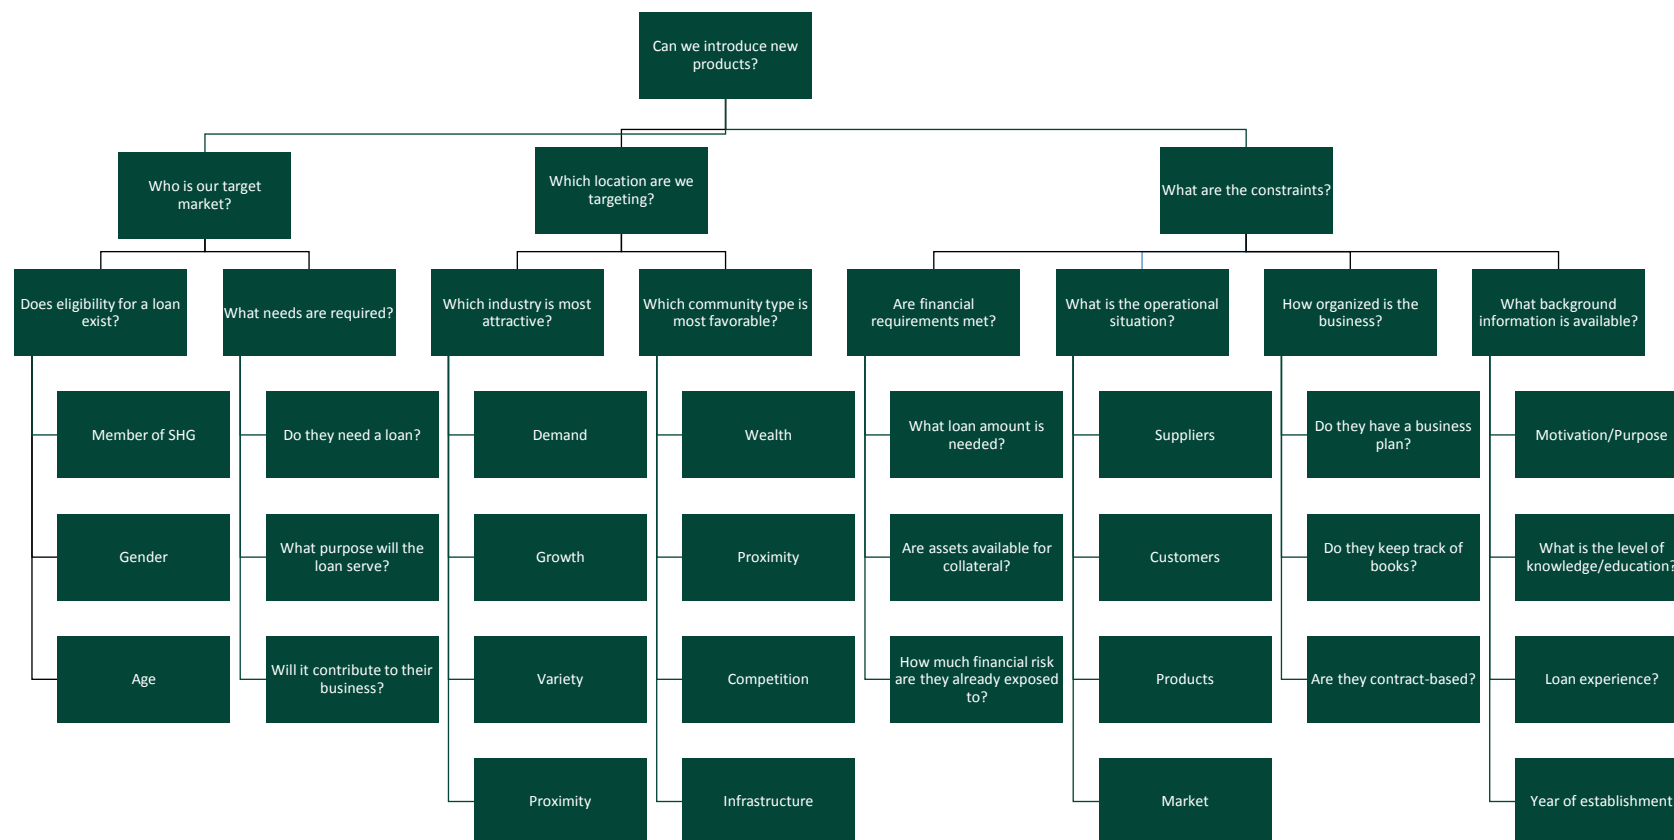 Can we introduce new
products?
Who is our target
market?
Which location are we
targeting?
What are the constraints?
Does eligibility for a loan
exist?
What needs are required?
Which industry is most
attractive?
Which community type is
most favorable?
Are financial
requirements met?
What is the operational
situation?
How organized is the
business?
What background
information is available?
Member of SHG
Do they need a loan?
Demand
Wealth
What loan amount is
needed?
Suppliers
Do they have a business
plan?
Motivation/Purpose
Gender
What purpose will the
loan serve?
Growth
Proximity
Are assets available for
collateral?
Customers
Do they keep track of
books?
What is the level of
knowledge/education?
Age
Will it contribute to their
business?
Variety
Competition
How much financial risk
are they already exposed
to?
Products
Are they contract-based?
Loan experience?
Proximity
Infrastructure
Market
Year of establishment